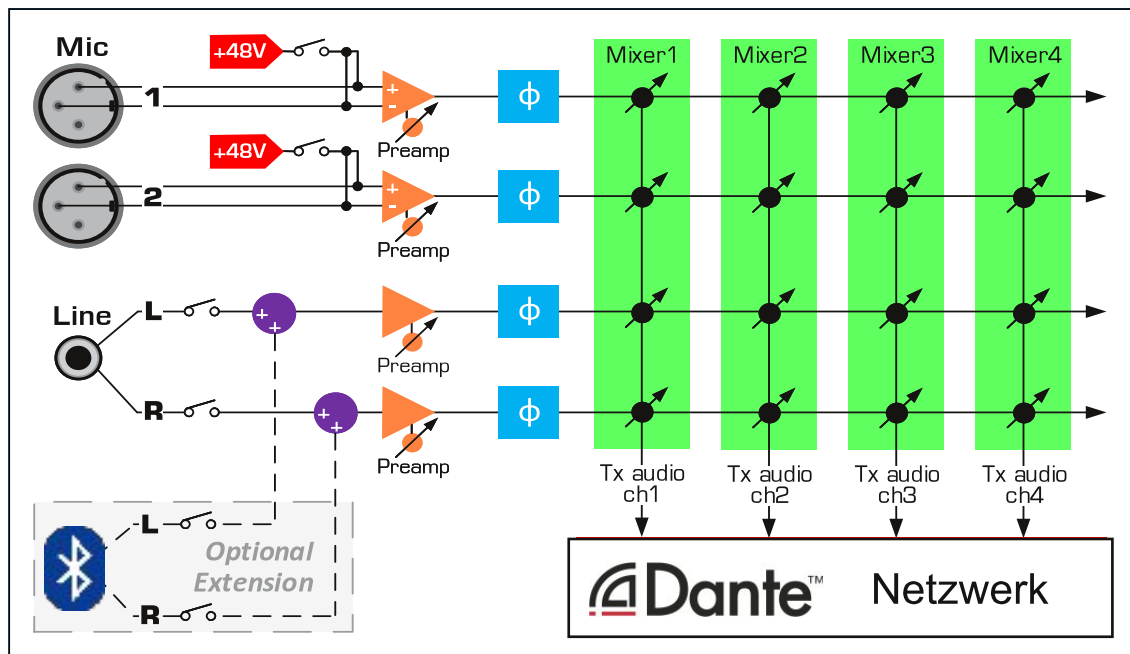 Mic
+48V
1
+
-
Preamp
ϕ
Mixer1
Mixer2
Mixer3
Mixer4
+48V
2
+
-
Preamp
ϕ
Line
L
+
+
Preamp
ϕ
R
+
+
Preamp
ϕ
Tx audio
ch1
Tx audio
ch2
Tx audio
ch3
Tx audio
ch4
L
R
Optional
Extension
Dante™
Netzwerk